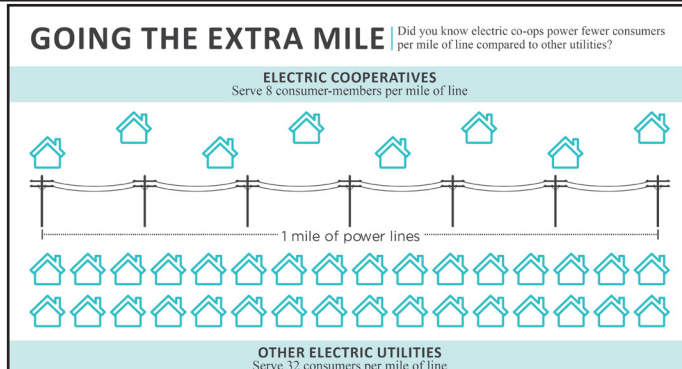 GOING THE EXTRA MILE
Did you know electric co-ops power fewer consumers
per mile of line compared to other utilities?
ELECTRIC COOPERATIVES
Serve 8 consumer-members per mile of line
1 mile of power lines
OTHER ELECTRIC UTILITIES
Serve 32 consumers per mile of line